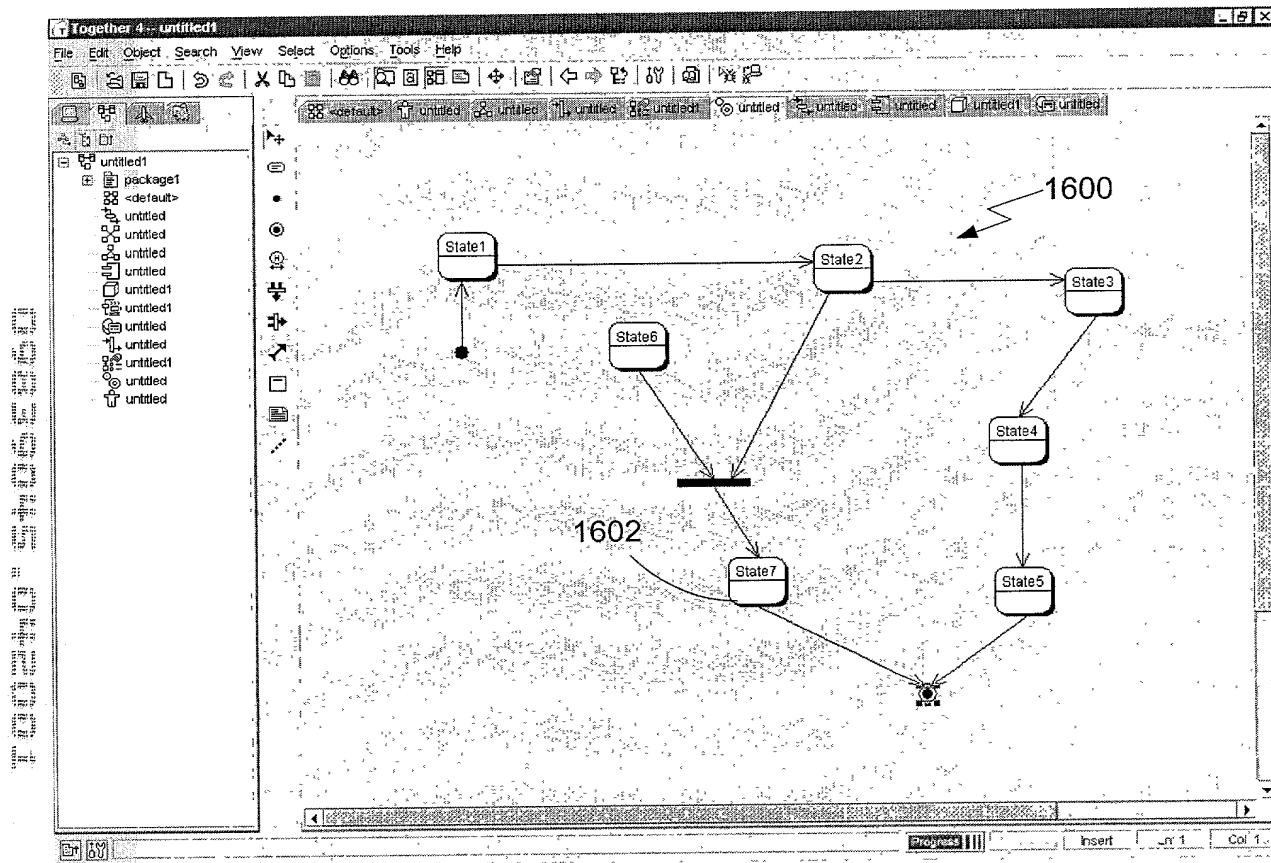 Together 4 -- untitled1
File Edit Object Search View Select Options Tools Help
<default> untitled untitled untitled untitled1 untitled untitled untitled untitled1 untitled
untitled1
package1
<default>
untitled
untitled
untitled
untitled
untitled1
untitled1
untitled
untitled
untitled1
untitled
untitled
1600
State1
State2
State3
State6
State4
1602
State7
State5
Progress Insert Ln 1 Col 1